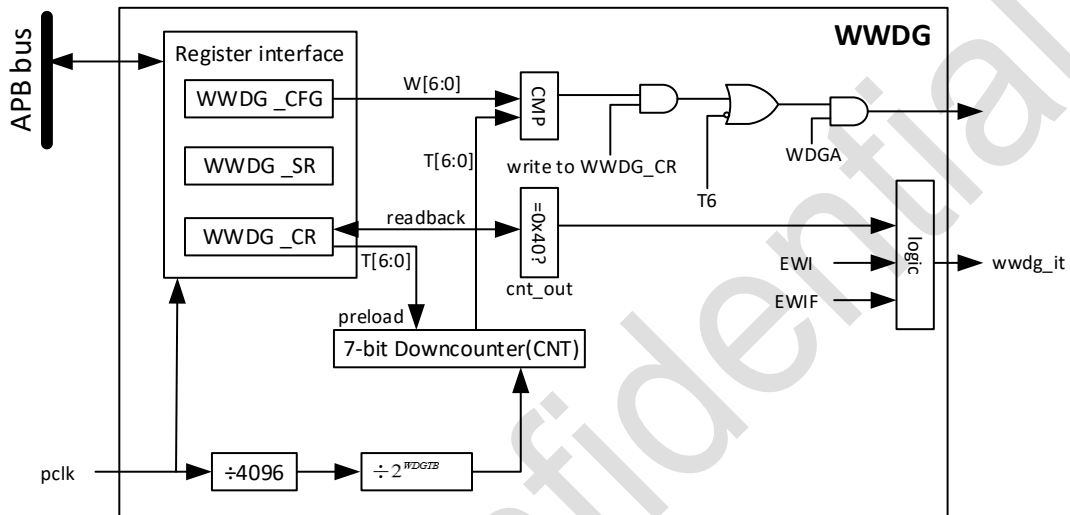 WWDG
APB bus
Register interface
WWDG _CFG
W[6:0]
CMP
WWDG _SR
T[6:0]
write to WWDG_CR
WDGA
T6
WWDG _CR
readback
=0x40?
cnt_out
T[6:0]
logic
EWI
wwdg_it
EWIF
preload
7-bit Downcounter(CNT)
pclk
÷4096
÷2^WDGTB
fidential